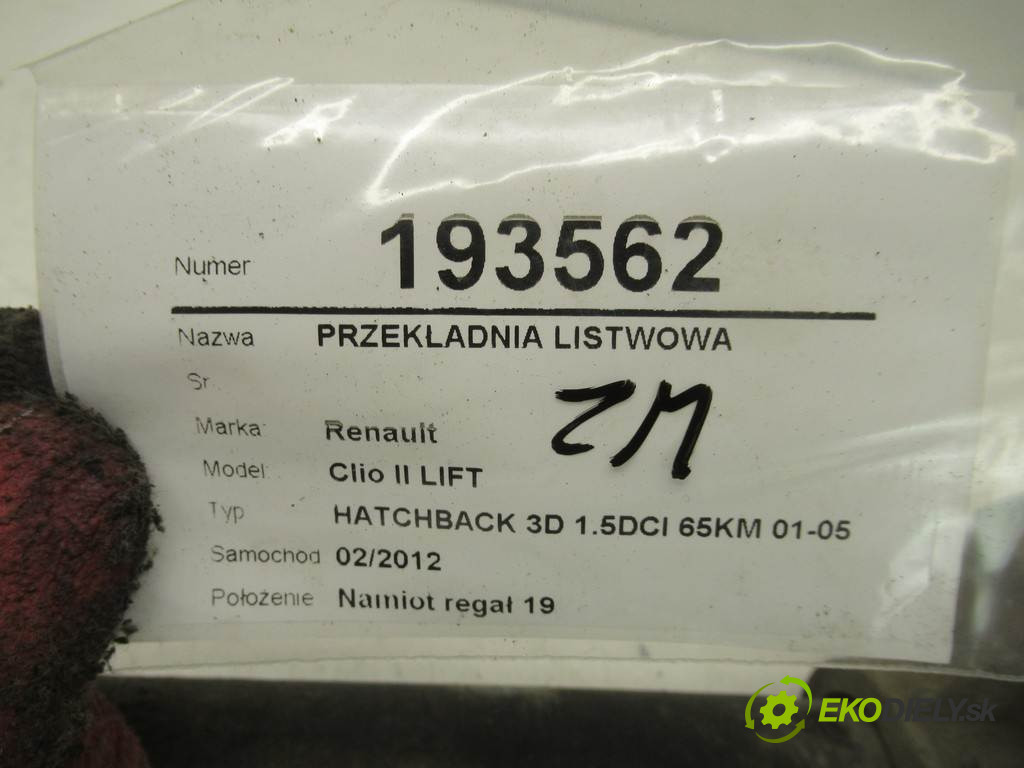 Numer 193562
Nazwa PRZEKŁADNIA LISTWOWA
Sr
ZM
Marka: Renault
Model: Clio II LIFT
Typ HATCHBACK 3D 1.5DCI 65KM 01-05
Samochod 02/2012
Położenie Namiot regał 19
EKODIELY.sk